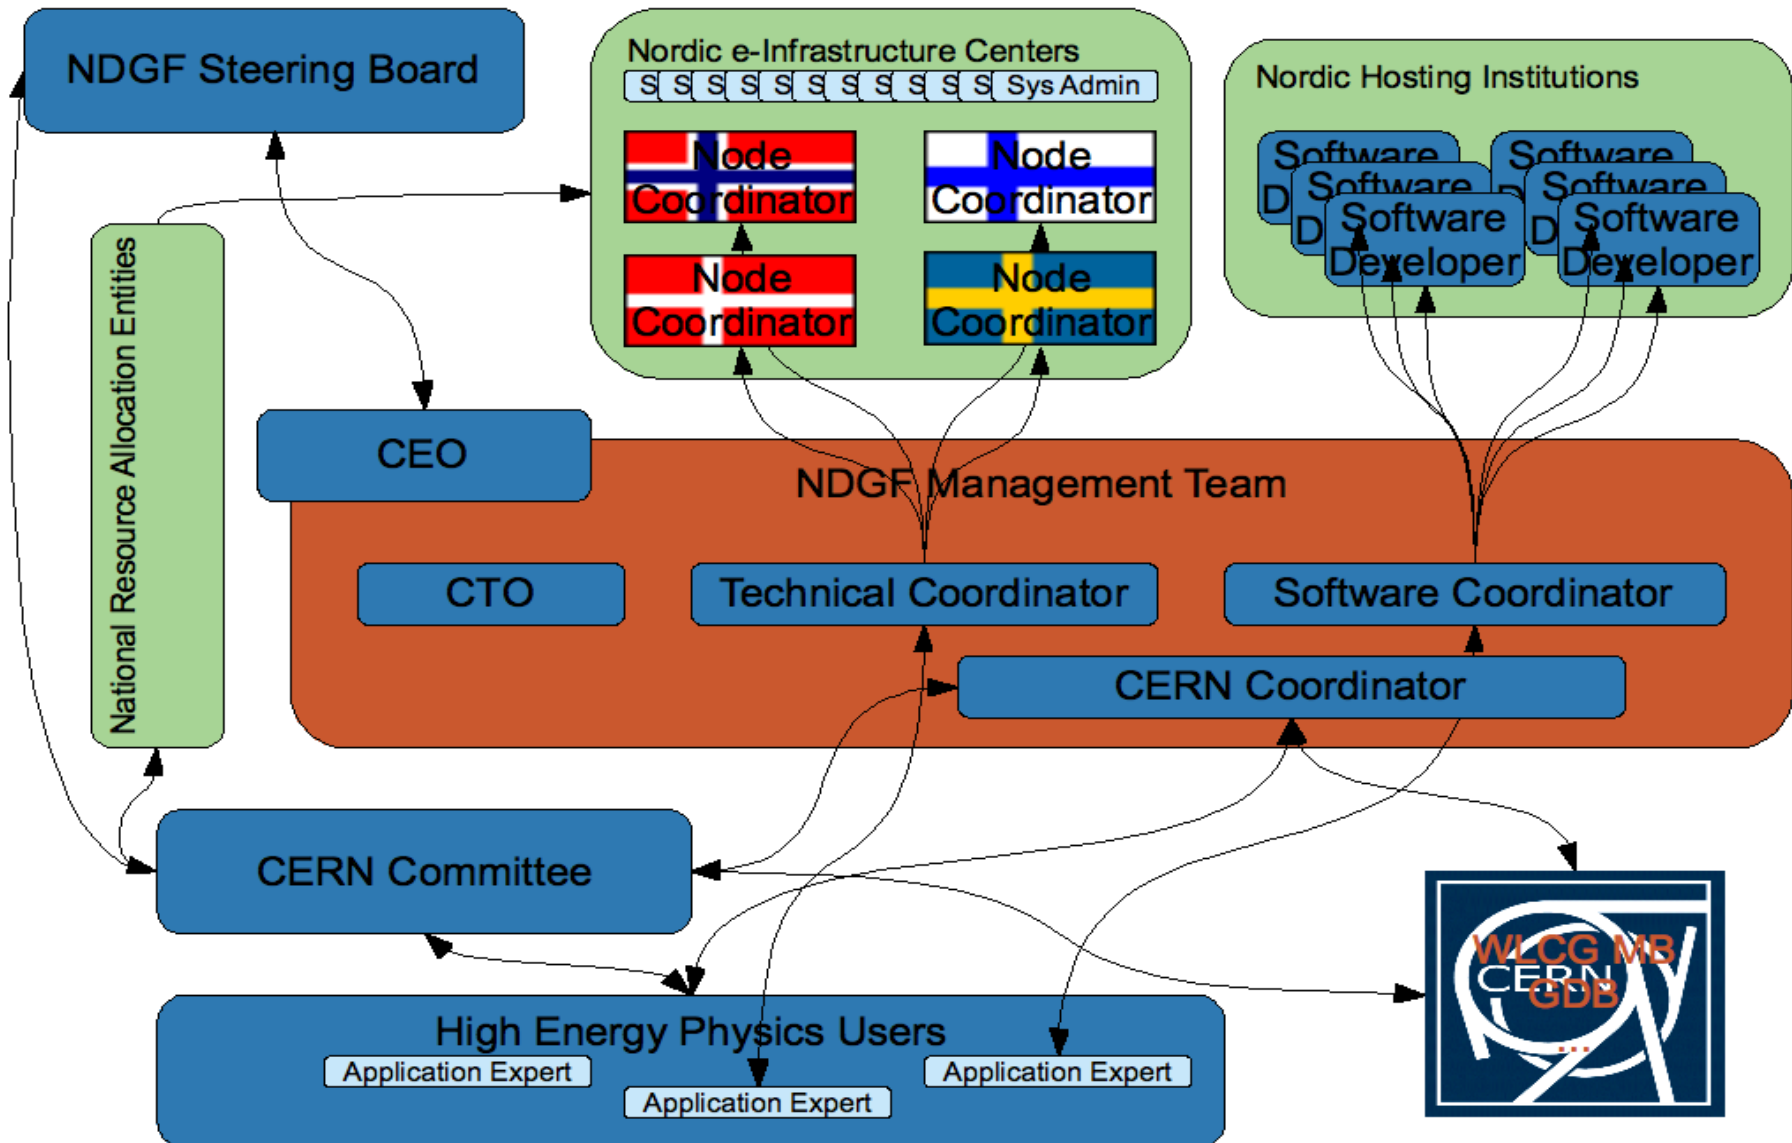 NDGF Steering Board
Nordic e-Infrastructure Centers
S S S S S S S S S S S Sys Admin
Node
Coordinator
Node
Coordinator
Node
Coordinator
Node
Coordinator
Nordic Hosting Institutions
Software
D
Software
D
Software
Developer
Software
D
Software
D
Software
Developer
National Resource Allocation Entities
CEO
NDGF Management Team
CTO
Technical Coordinator
Software Coordinator
CERN Coordinator
CERN Committee
High Energy Physics Users
Application Expert
Application Expert
Application Expert
WLCG MB
CERN
GDB
...